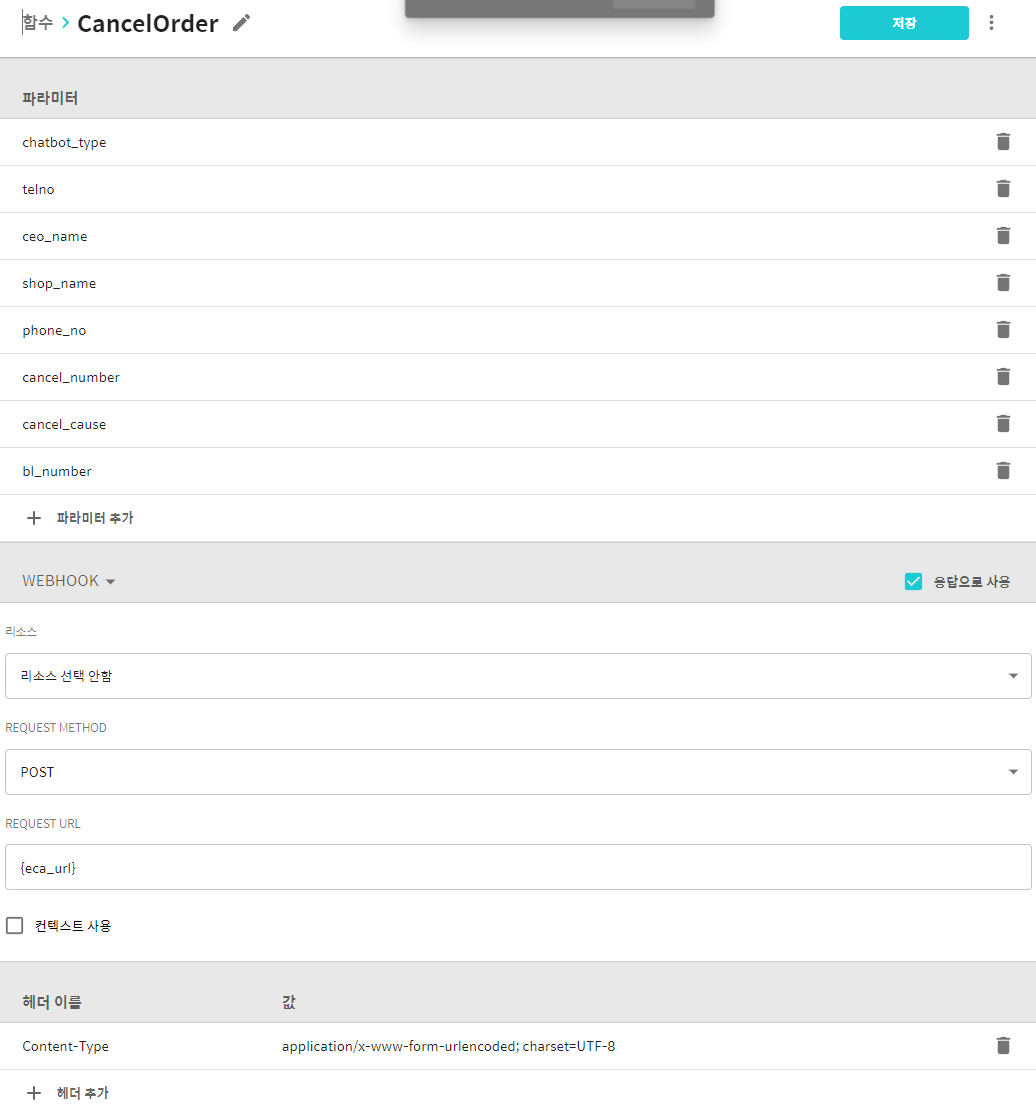 함수 > CancelOrder
저장
파라미터
chatbot_type
telno
ceo_name
shop_name
phone_no
cancel_number
cancel_cause
bl_number
+ 파라미터 추가
WEBHOOK
응답으로 사용
리소스
리소스 선택 안함
REQUEST METHOD
POST
REQUEST URL
{eca_url}
컨텍스트 사용
헤더 이름 값
Content-Type application/x-www-form-urlencoded; charset=UTF-8
+ 헤더 추가